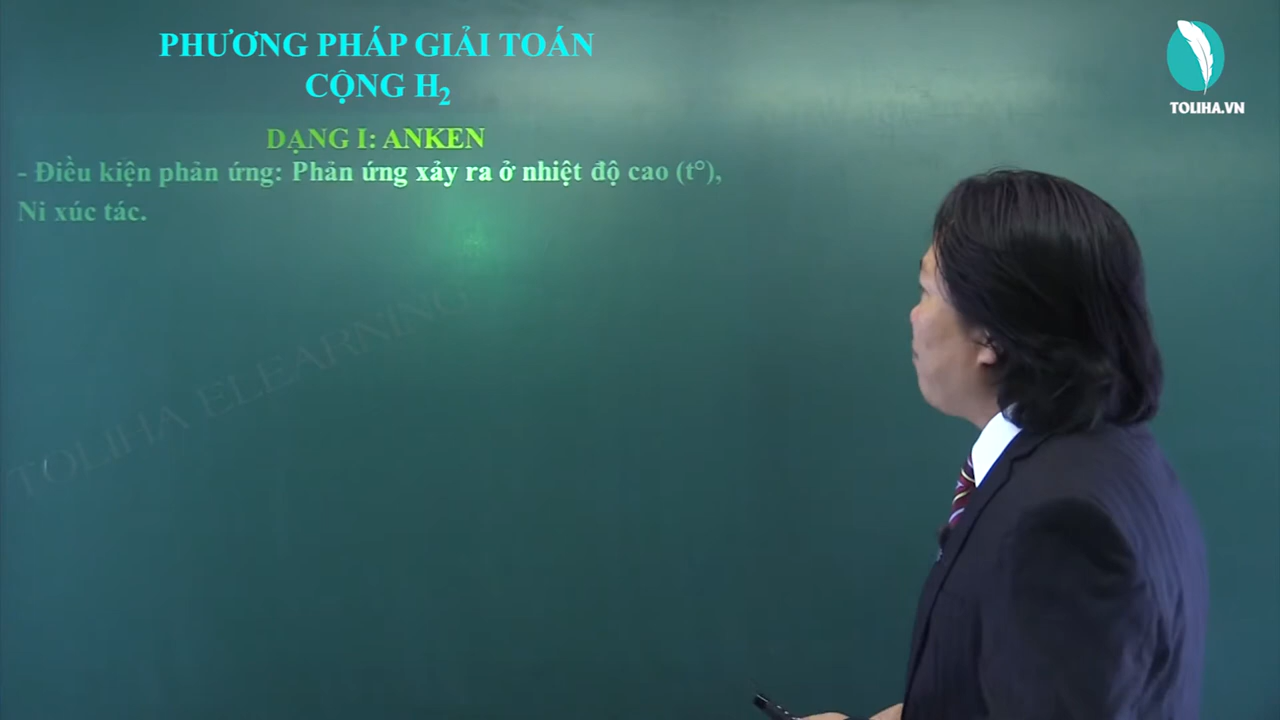 PHƯƠNG PHÁP GIẢI TOÁN
CỘNG H₂
TOLIHA.VN
DẠNG I: ANKEN
- Điều kiện phản ứng: Phản ứng xảy ra ở nhiệt độ cao (t°),
Ni xúc tác.
TOLIHA ELEARNING